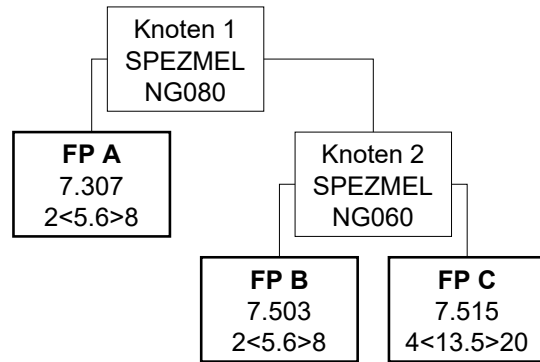 Knoten 1
SPEZMEL
NG080
FP A
7.307
2<5.6>8
Knoten 2
SPEZMEL
NG060
FP B
7.503
2<5.6>8
FP C
7.515
4<13.5>20